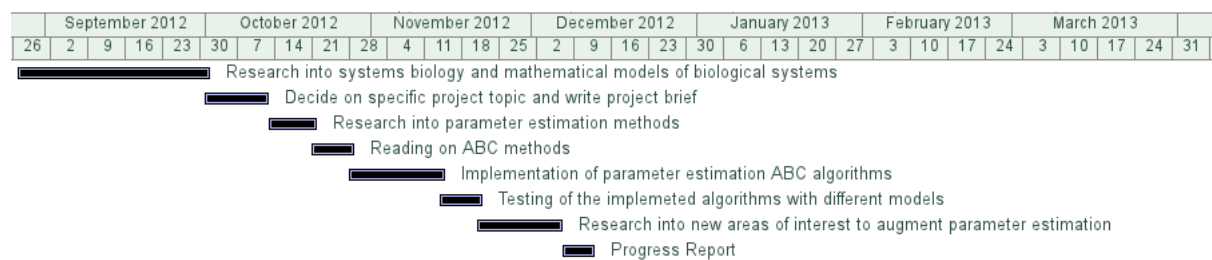 September 2012 October 2012 November 2012 December 2012 January 2013 February 2013 March 2013
26 2 9 16 23 30 7 14 21 28 4 11 18 25 2 9 16 23 30 6 13 20 27 3 10 17 24 3 10 17 24 31
Research into systems biology and mathematical models of biological systems
Decide on specific project topic and write project brief
Research into parameter estimation methods
Reading on ABC methods
Implementation of parameter estimation ABC algorithms
Testing of the implemeted algorithms with different models
Research into new areas of interest to augment parameter estimation
Progress Report